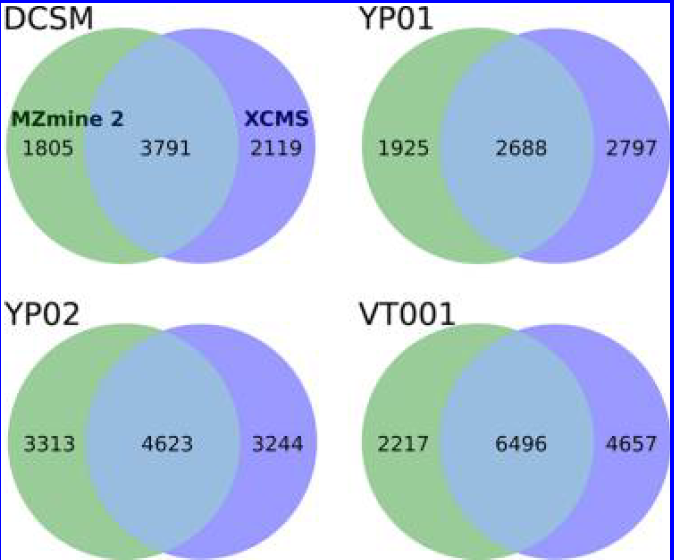 DCSM
YP01
MZmine 2
XCMS
1805
3791
2119
1925
2688
2797
YP02
VT001
3313
4623
3244
2217
6496
4657